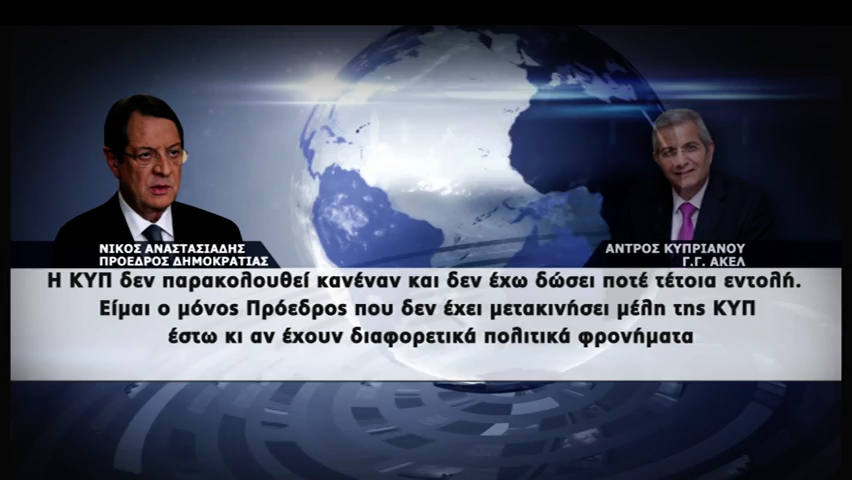 ΝΙΚΟΣ ΑΝΑΣΤΑΣΙΑΔΗΣ
ΠΡΟΕΔΡΟΣ ΔΗΜΟΚΡΑΤΙΑΣ
ΑΝΤΡΟΣ ΚΥΠΡΙΑΝΟΥ
Γ.Γ. ΑΚΕΛ
Η ΚΥΠ δεν παρακολουθεί κανέναν και δεν έχω δώσει ποτέ τέτοια εντολή.
Είμαι ο μόνος Πρόεδρος που δεν έχει μετακινήσει μέλη της ΚΥΠ
έστω κι αν έχουν διαφορετικά πολιτικά φρονήματα